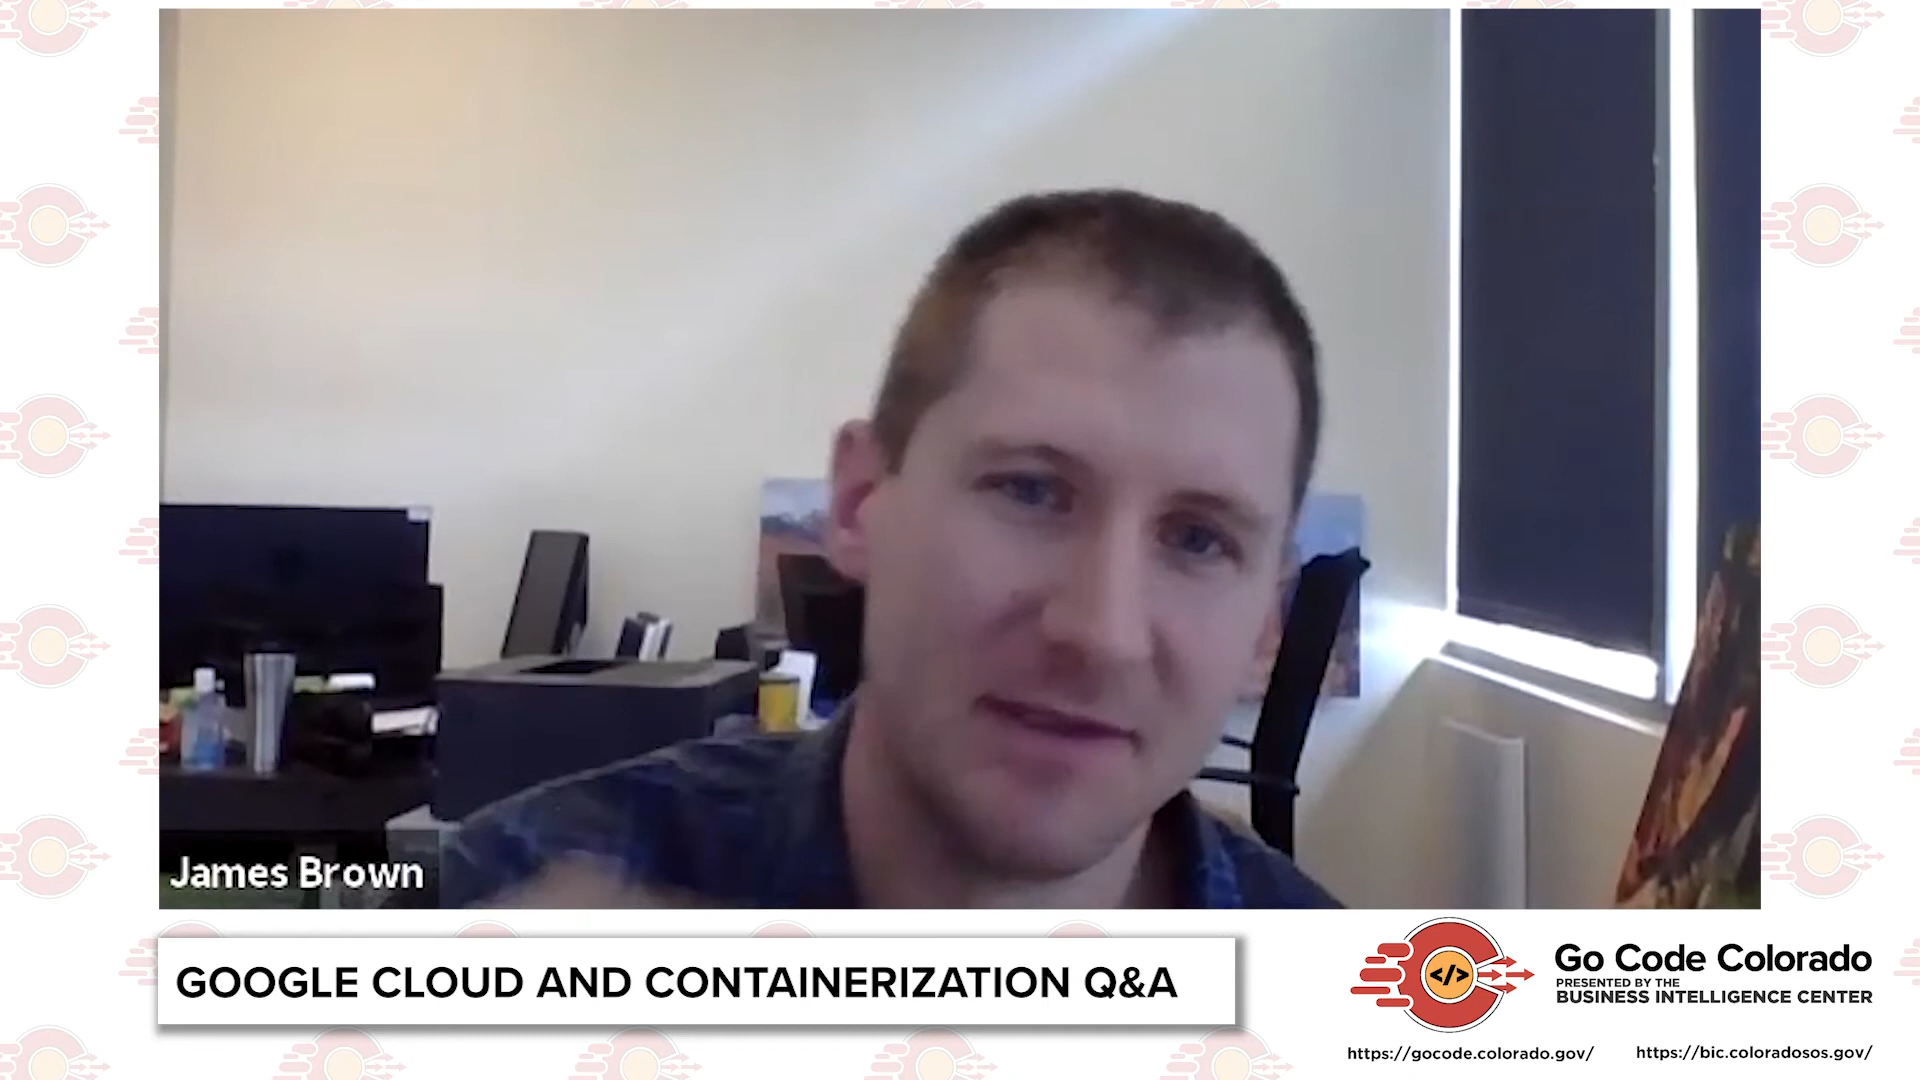 James Brown
GOOGLE CLOUD AND CONTAINERIZATION Q&A
</>
Go Code Colorado
PRESENTED BY THE
BUSINESS INTELLIGENCE CENTER
https://gocode.colorado.gov/
https://bic.coloradosos.gov/